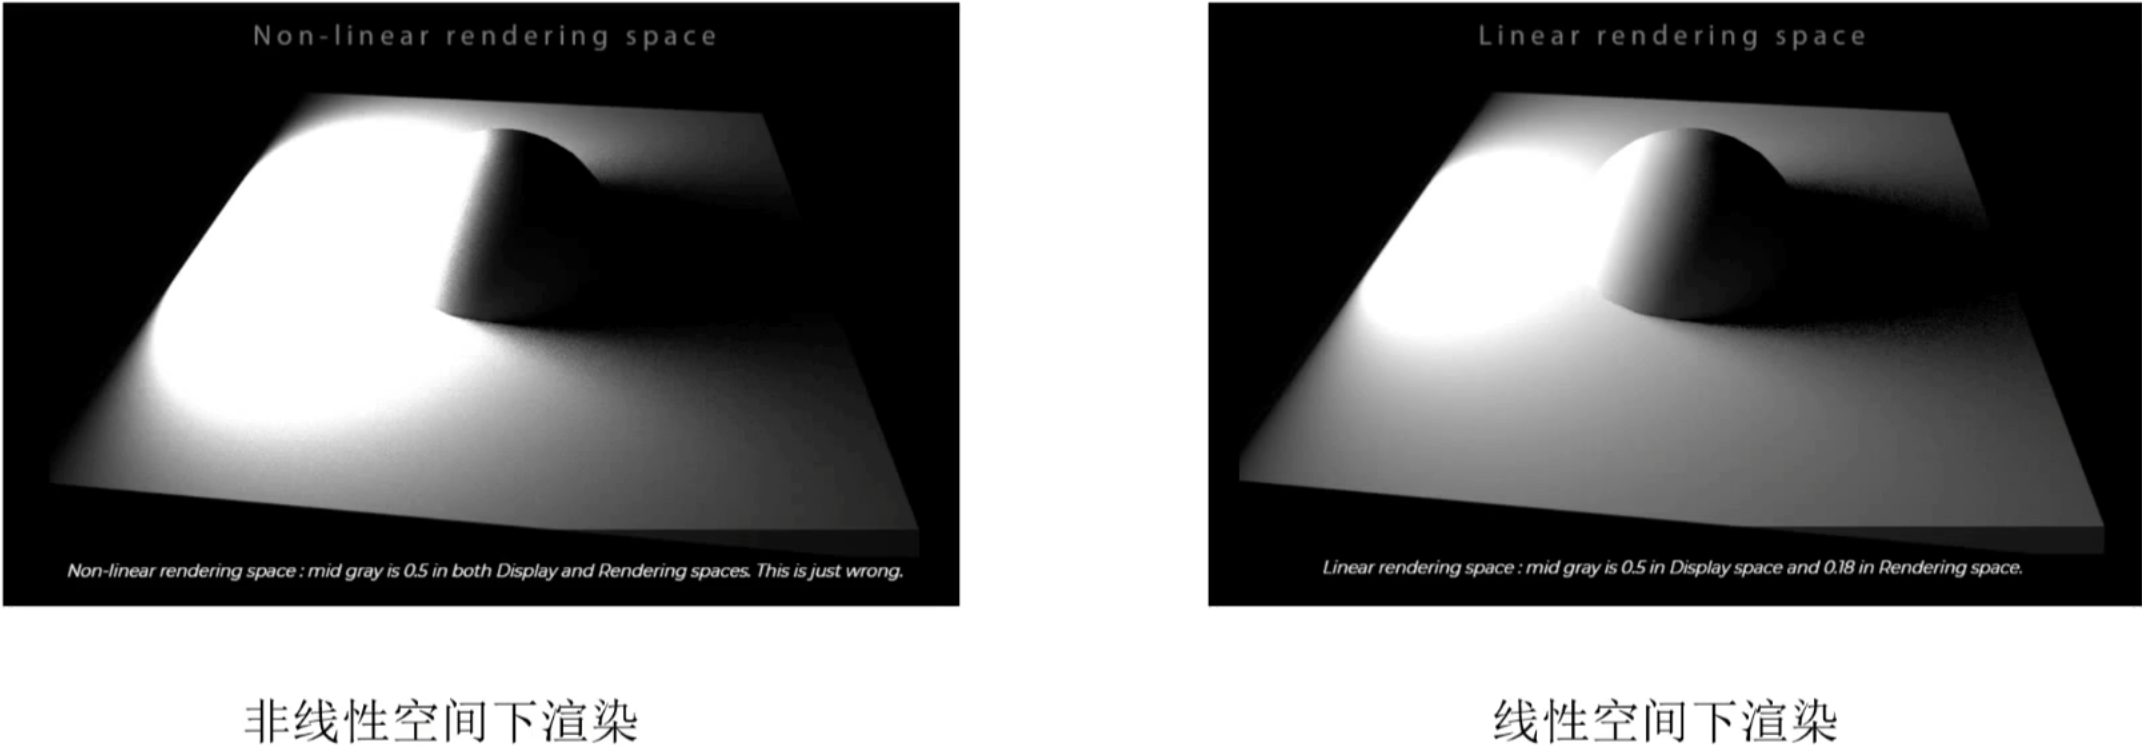 Non-linear rendering space
Non-linear rendering space : mid gray is 0.5 in both Display and Rendering spaces. This is just wrong.
非线性空间下渲染
Linear rendering space
Linear rendering space : mid gray is 0.5 in Display space and 0.18 in Rendering space.
线性空间下渲染